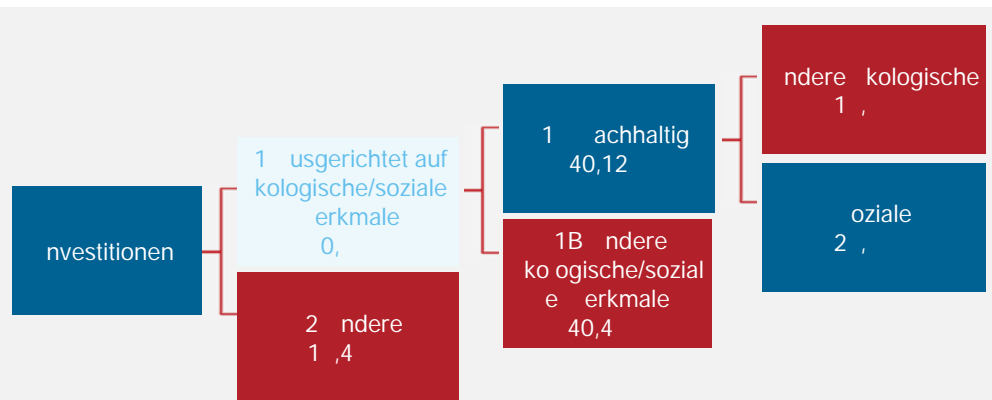 nvestitionen
1 usgerichtet auf
kologische/soziale
erkmale
0,
2 ndere
1 ,4
1 achhaltig
40,12
1B ndere
ko ogische/sozial
e erkmale
40,4
ndere kologische
1 ,
oziale
2 ,